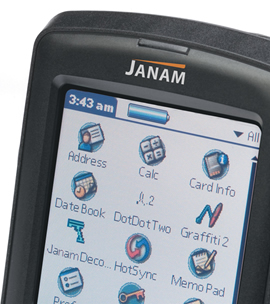 JANAM
3:43 am
All
Address
Calc
Card Info
Date Book
DotDotTwo
Graffiti 2
Janam Deco...
HotSync
Memo Pad